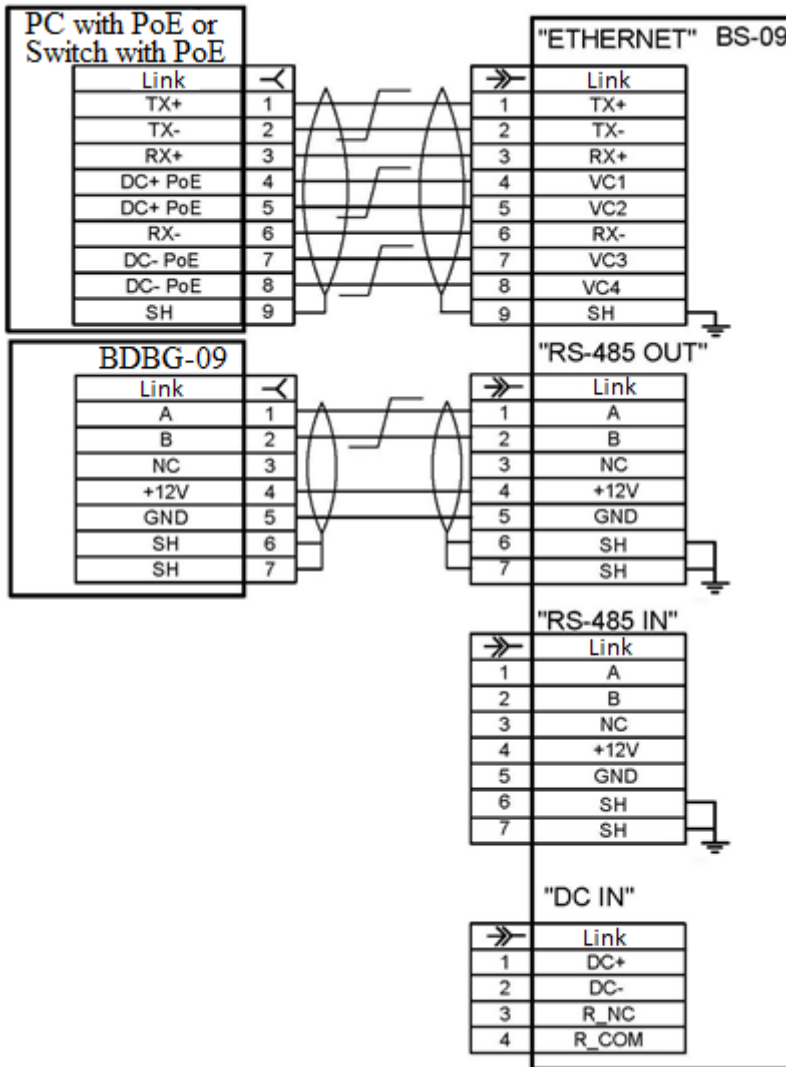 PC with PoE or
Switch with PoE
Link
TX+ 1
TX- 2
RX+ 3
DC+ PoE 4
DC+ PoE 5
RX- 6
DC- PoE 7
DC- PoE 8
SH 9
"ETHERNET" BS-09
Link
1 TX+
2 TX-
3 RX+
4 VC1
5 VC2
6 RX-
7 VC3
8 VC4
9 SH
BDBG-09
Link
A 1
B 2
NC 3
+12V 4
GND 5
SH 6
SH 7
"RS-485 OUT"
Link
1 A
2 B
3 NC
4 +12V
5 GND
6 SH
7 SH
"RS-485 IN"
Link
1 A
2 B
3 NC
4 +12V
5 GND
6 SH
7 SH
"DC IN"
Link
1 DC+
2 DC-
3 R_NC
4 R_COM